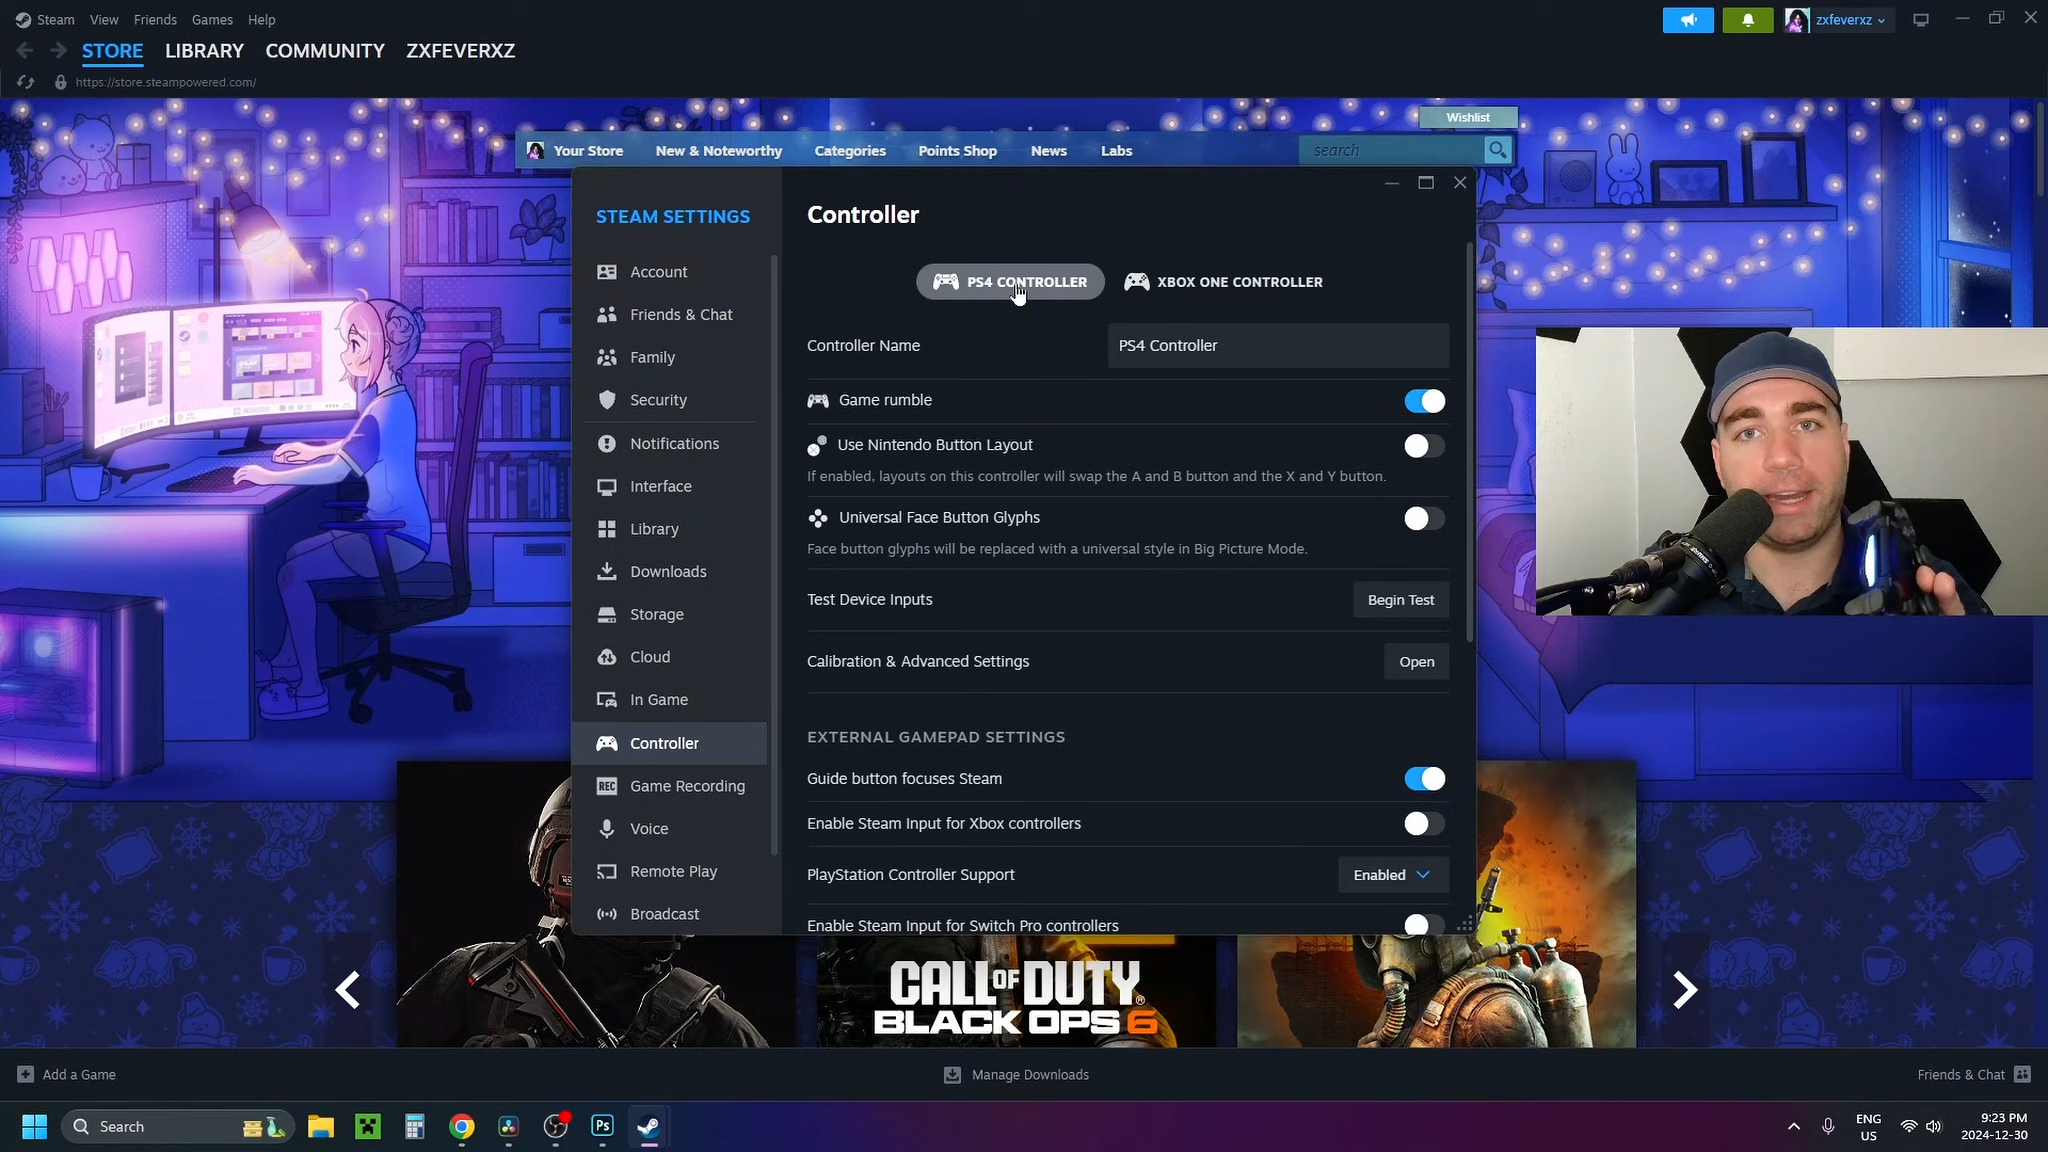 Steam View Friends Games Help
zxfeverxz
STORE LIBRARY COMMUNITY ZXFEVERXZ
https://store.steampowered.com/
Wishlist
Your Store New & Noteworthy Categories Points Shop News Labs
search
STEAM SETTINGS
Account
Friends & Chat
Family
Security
Notifications
Interface
Library
Downloads
Storage
Cloud
In Game
Controller
REC Game Recording
Voice
Remote Play
Broadcast
Controller
PS4 CONTROLLER XBOX ONE CONTROLLER
Controller Name PS4 Controller
Game rumble
Use Nintendo Button Layout
If enabled, layouts on this controller will swap the A and B button and the X and Y button.
Universal Face Button Glyphs
Face button glyphs will be replaced with a universal style in Big Picture Mode.
Test Device Inputs Begin Test
Calibration & Advanced Settings Open
EXTERNAL GAMEPAD SETTINGS
Guide button focuses Steam
Enable Steam Input for Xbox controllers
PlayStation Controller Support Enabled
Enable Steam Input for Switch Pro controllers
CALL OF DUTY
BLACK OPS 6
Add a Game Manage Downloads Friends & Chat
Search
Ps
ENG
US
9:23 PM
2024-12-30